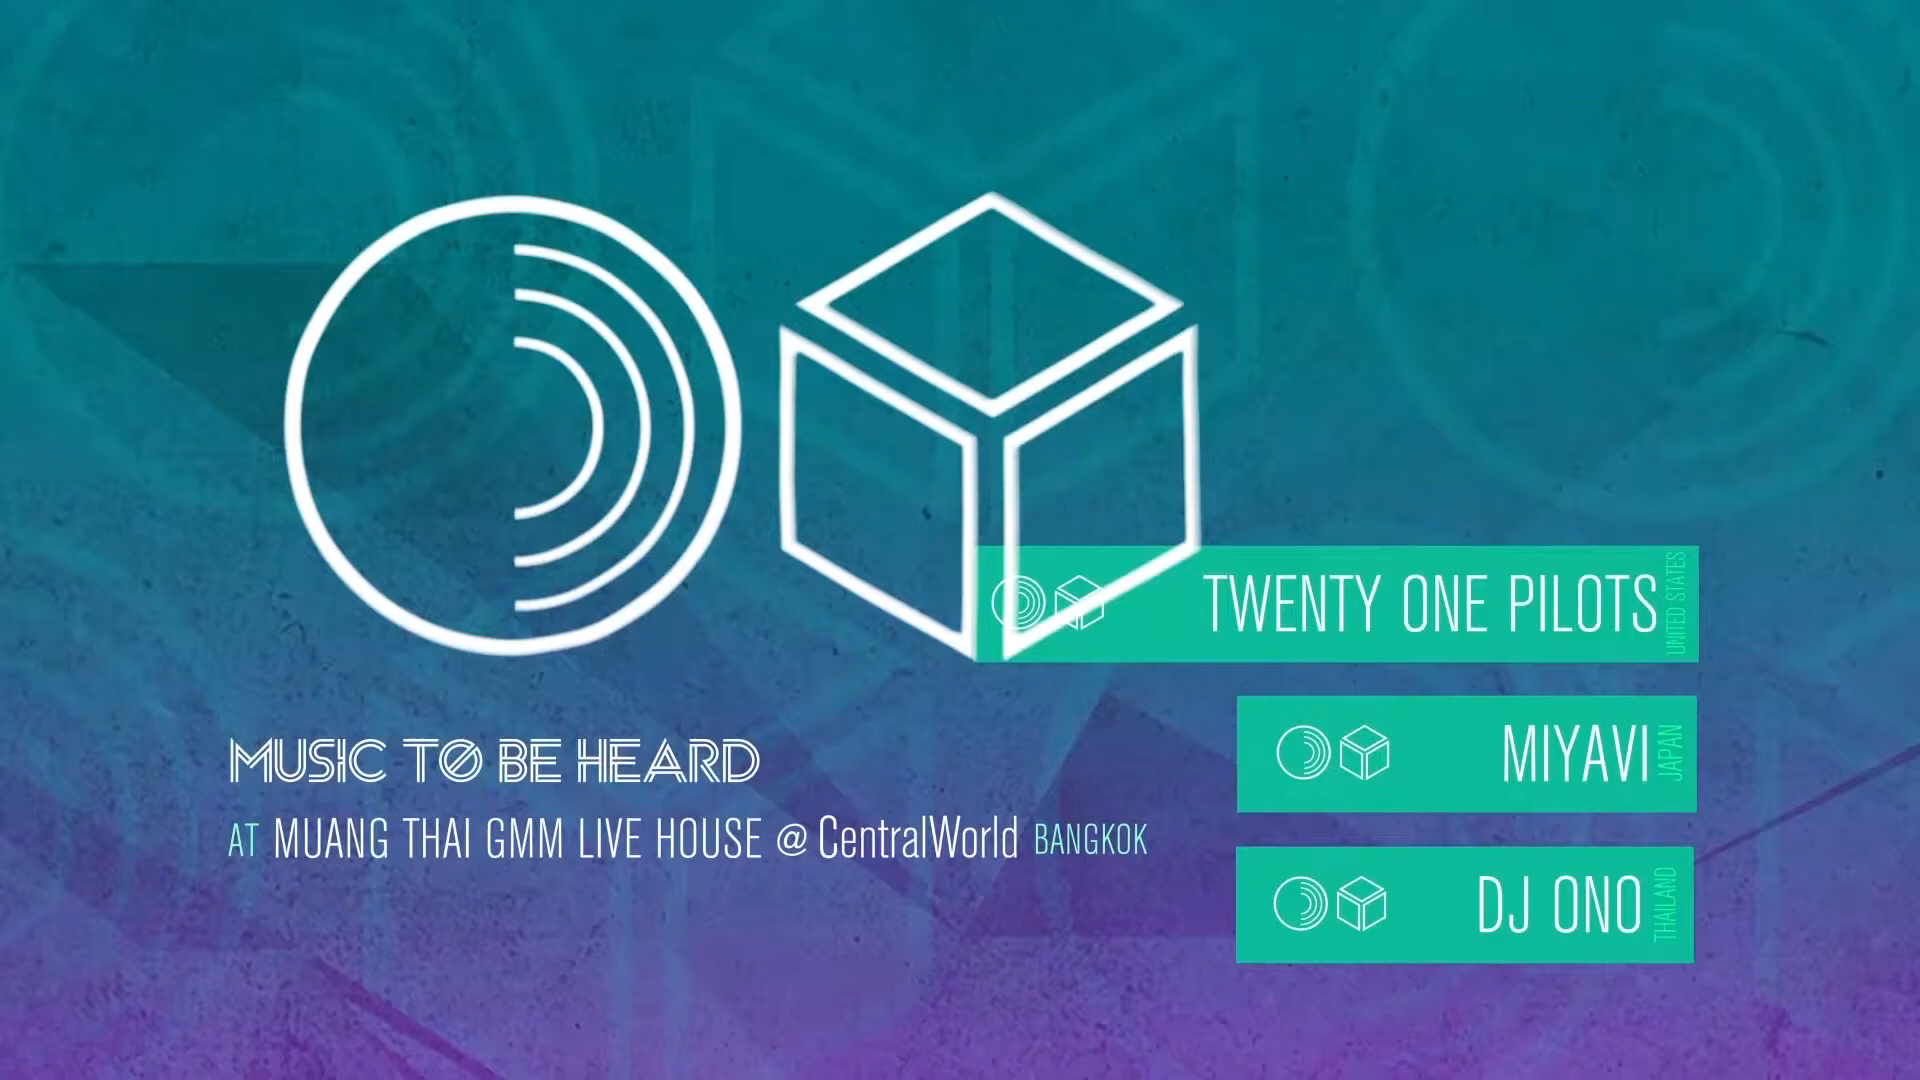 TWENTY ONE PILOTS UNITED STATES
MIYAVI JAPAN
DJ ONO THAILAND
MUSIC TØ BE HEARD
AT MUANG THAI GMM LIVE HOUSE @ CentralWorld BANGKOK